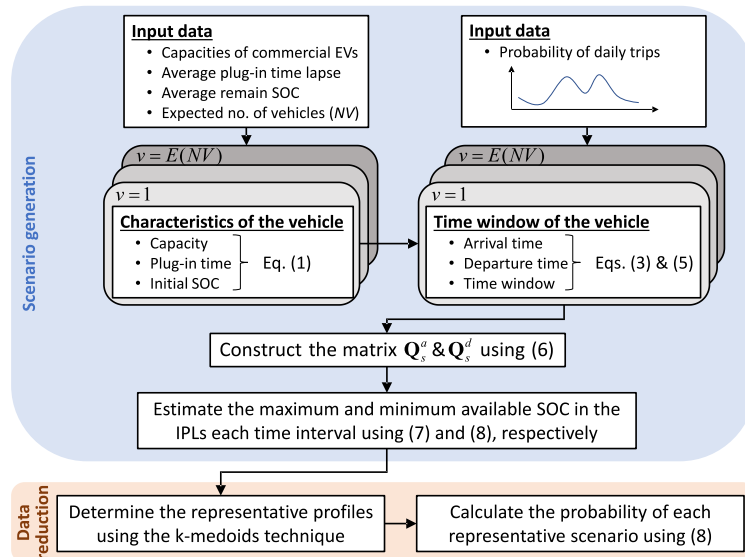 Input data
• Capacities of commercial EVs
• Average plug-in time lapse
• Average remain SOC
• Expected no. of vehicles (NV)
Input data
• Probability of daily trips
v = E(NV)
v = 1
Characteristics of the vehicle
• Capacity
• Plug-in time
• Initial SOC
Eq. (1)
v = E(NV)
v = 1
Time window of the vehicle
• Arrival time
• Departure time
• Time window
Eqs. (3) & (5)
Scenario generation
Construct the matrix Q_s^a & Q_s^d using (6)
Estimate the maximum and minimum available SOC in the
IPLs each time interval using (7) and (8), respectively
Data
Determine the representative profiles
using the k-medoids technique
Calculate the probability of each
representative scenario using (8)